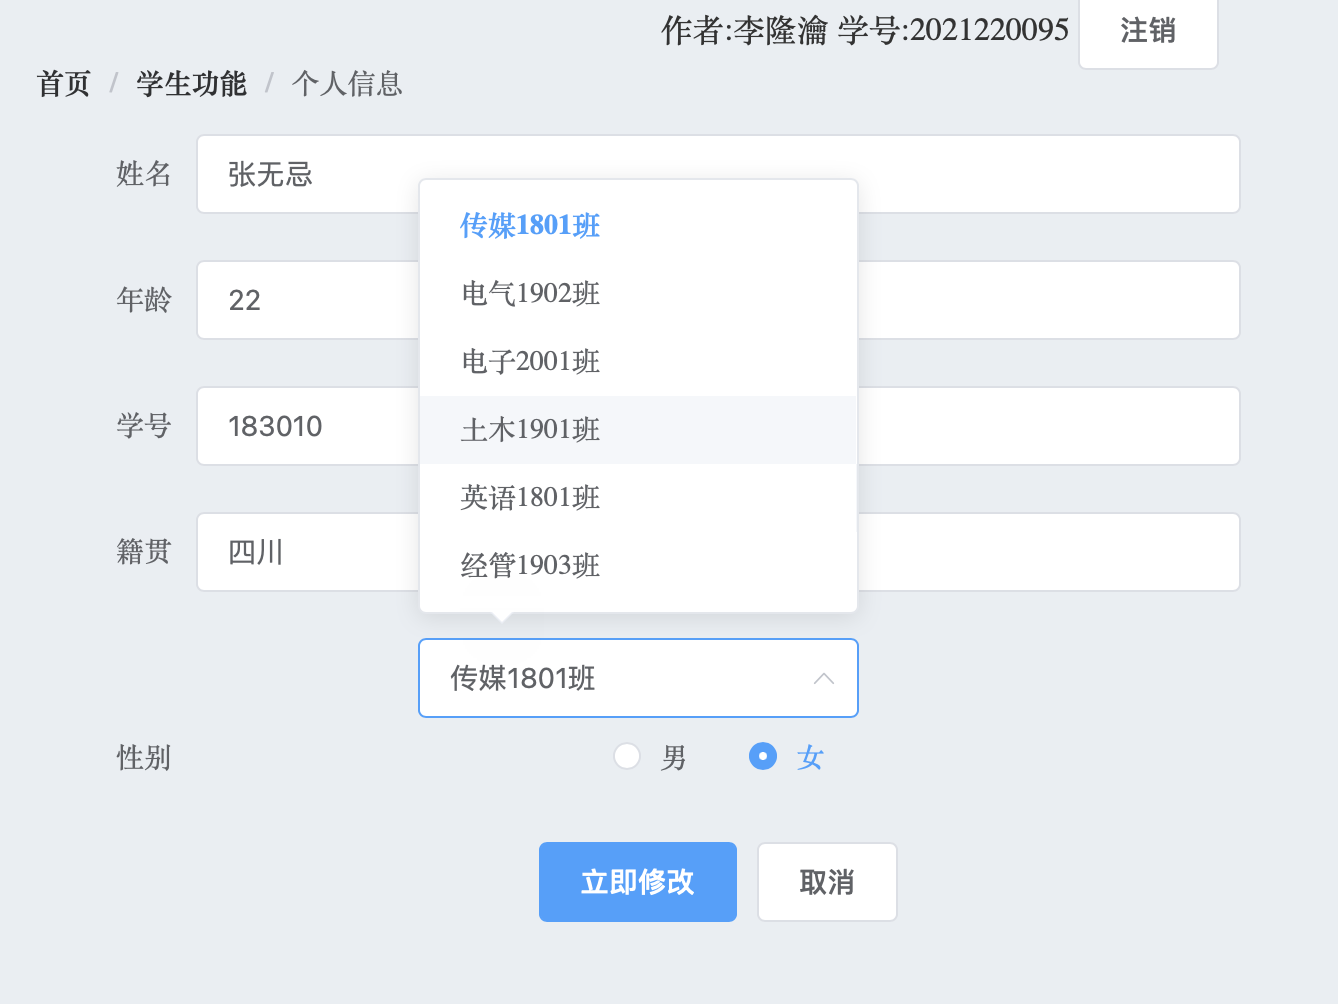 作者:李隆瀹 学号:2021220095 注销
首页 / 学生功能 / 个人信息
姓名 张无忌
传媒1801班
电气1902班
年龄 22
电子2001班
学号 183010
土木1901班
英语1801班
籍贯 四川
经管1903班
传媒1801班
性别 男 女
立即修改 取消